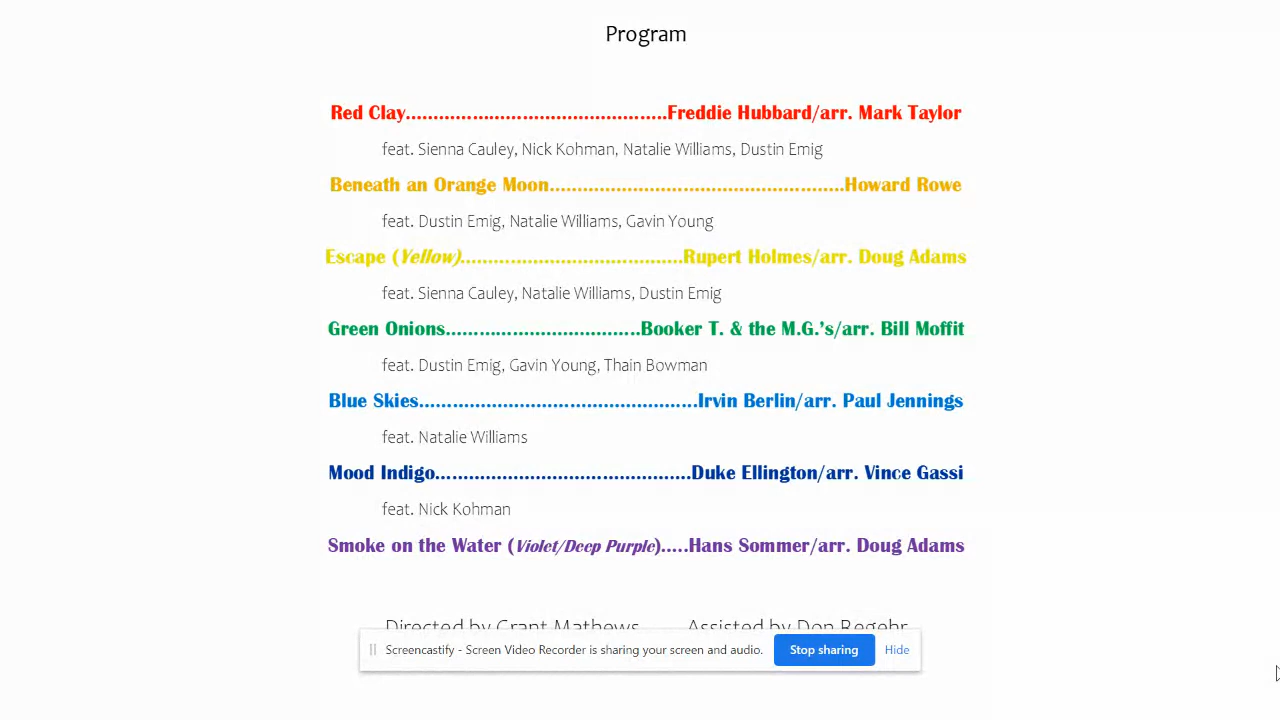 Program
Red Clay................................................Freddie Hubbard/arr. Mark Taylor
feat. Sienna Cauley, Nick Kohman, Natalie Williams, Dustin Emig
Beneath an Orange Moon......................................................Howard Rowe
feat. Dustin Emig, Natalie Williams, Gavin Young
Escape (Yellow).........................................Rupert Holmes/arr. Doug Adams
feat. Sienna Cauley, Natalie Williams, Dustin Emig
Green Onions....................................Booker T. & the M.G.'s/arr. Bill Moffit
feat. Dustin Emig, Gavin Young, Thain Bowman
Blue Skies...................................................Irvin Berlin/arr. Paul Jennings
feat. Natalie Williams
Mood Indigo...............................................Duke Ellington/arr. Vince Gassi
feat. Nick Kohman
Smoke on the Water (Violet/Deep Purple).....Hans Sommer/arr. Doug Adams
Directed by Grant Mathews Assisted by Don Regehr
Screencastify - Screen Video Recorder is sharing your screen and audio. Stop sharing Hide